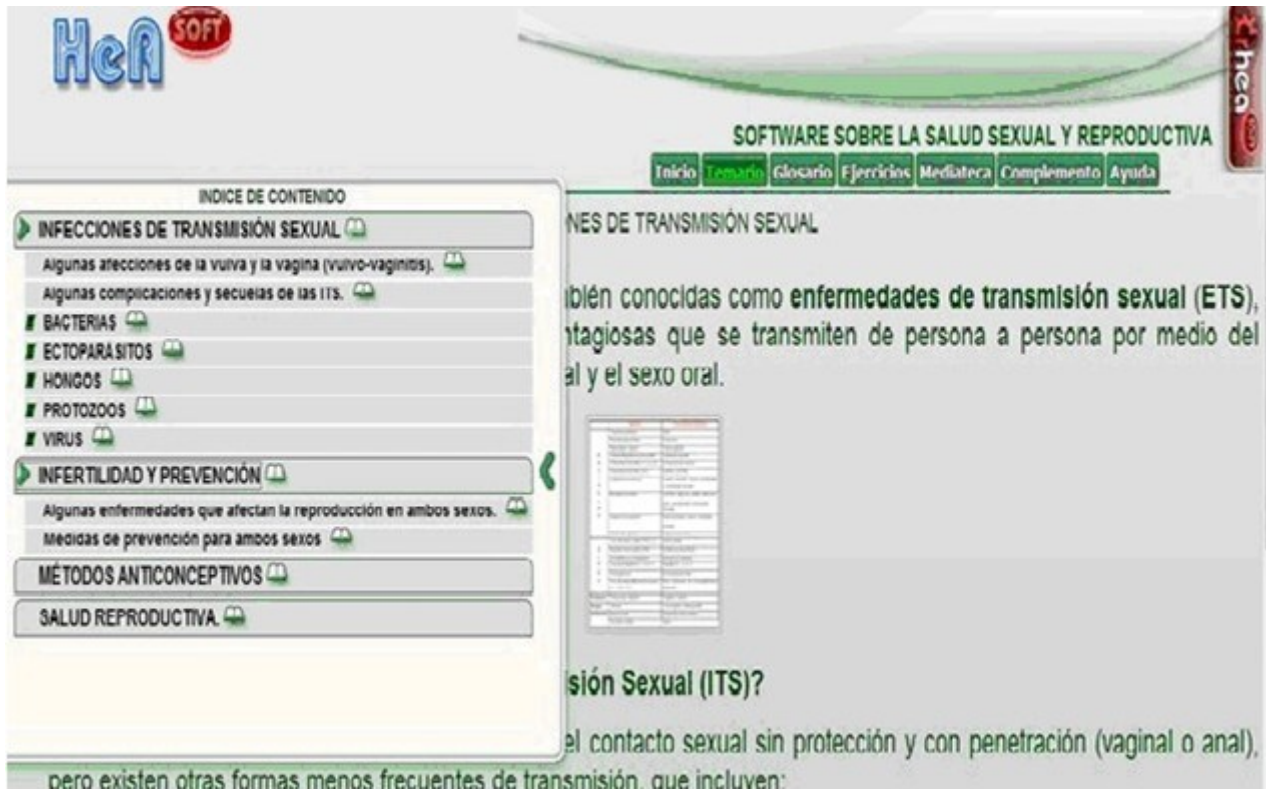 HeA SOFT
CrheaSOFT
SOFTWARE SOBRE LA SALUD SEXUAL Y REPRODUCTIVA
Inicio Temario Glosario Ejercicios Mediateca Complemento Ayuda
INDICE DE CONTENIDO
INFECCIONES DE TRANSMISIÓN SEXUAL
Algunas afecciones de la vulva y la vagina (vulvo-vaginitis).
Algunas complicaciones y secuelas de las ITS.
BACTERIAS
ECTOPARASITOS
HONGOS
PROTOZOOS
VIRUS
INFERTILIDAD Y PREVENCIÓN
Algunas enfermedades que afectan la reproducción en ambos sexos.
Medidas de prevención para ambos sexos
MÉTODOS ANTICONCEPTIVOS
SALUD REPRODUCTIVA.
NES DE TRANSMISIÓN SEXUAL
bién conocidas como enfermedades de transmisión sexual (ETS),
ntagiosas que se transmiten de persona a persona por medio del
al y el sexo oral.
isión Sexual (ITS)?
el contacto sexual sin protección y con penetración (vaginal o anal),
pero existen otras formas menos frecuentes de transmisión, que incluyen: